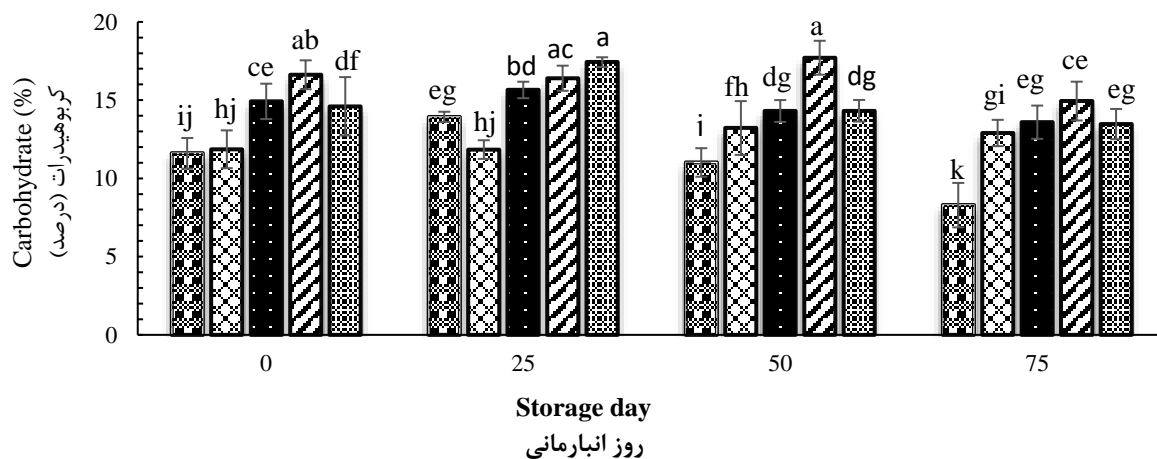 Carbohydrate (%)
کربوهیدرات (درصد)
20
15
10
5
0
ij hj ce ab df
eg hj bd ac a
j fh dg a dg
k gi eg ce eg
0 25 50 75
Storage day
روز انبارمانی